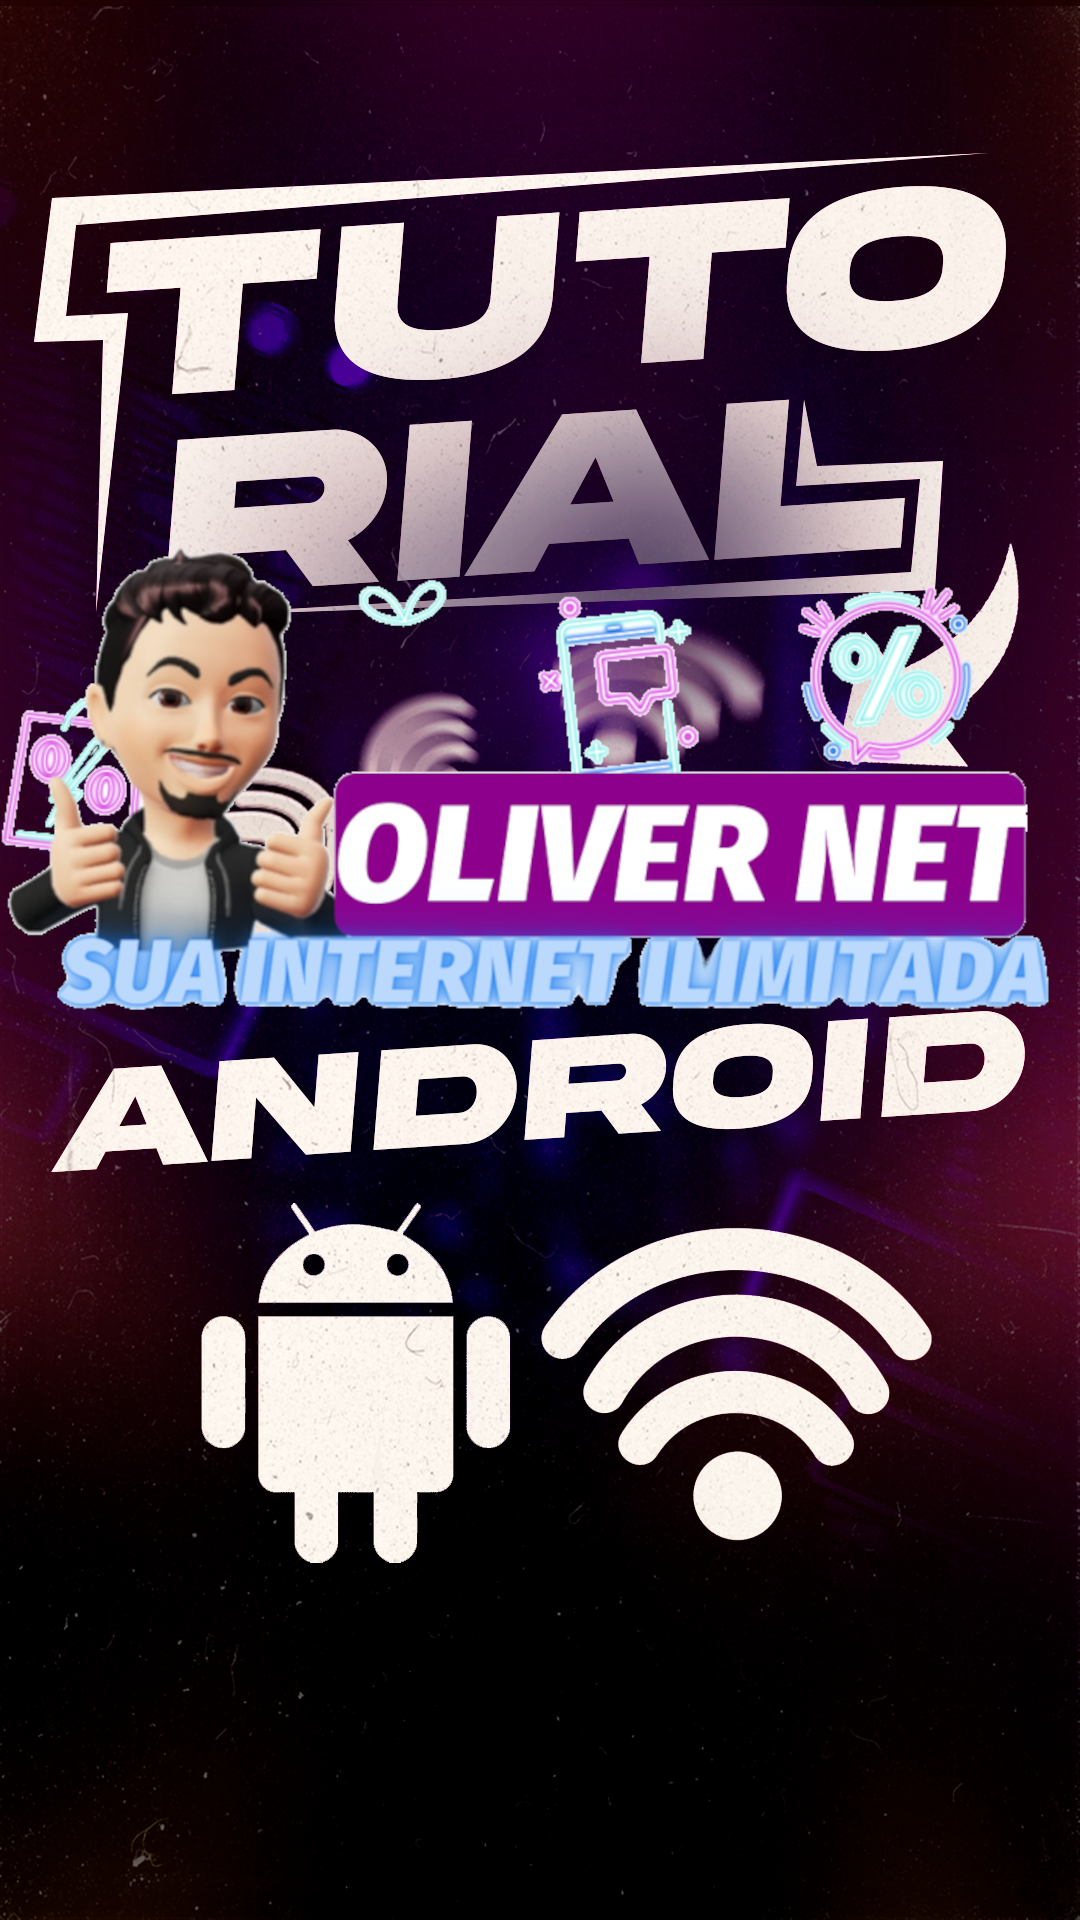 TUTO
RIAL
%
OLIVER NET
SUA INTERNET ILIMITADA
ANDROID